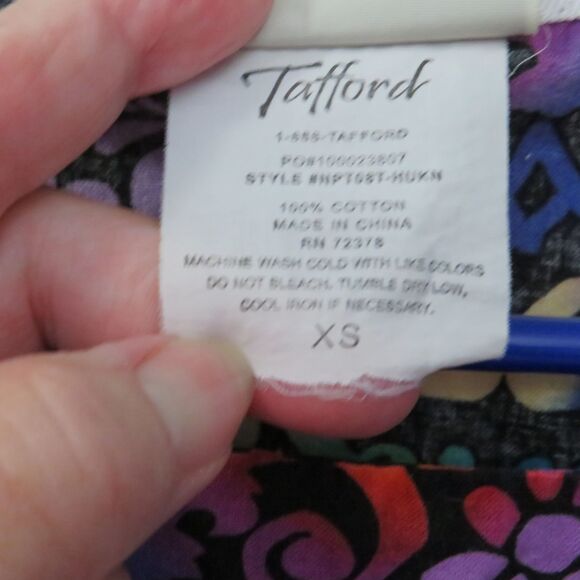 Tafford
1-888-TAFFORD
PO#100023807
STYLE #NPT08T-HUKN
100% COTTON
MADE IN CHINA
RN 72378
MACHINE WASH COLD WITH LIKE COLORS
DO NOT BLEACH. TUMBLE DRY LOW,
COOL IRON IF NECESSARY.
XS